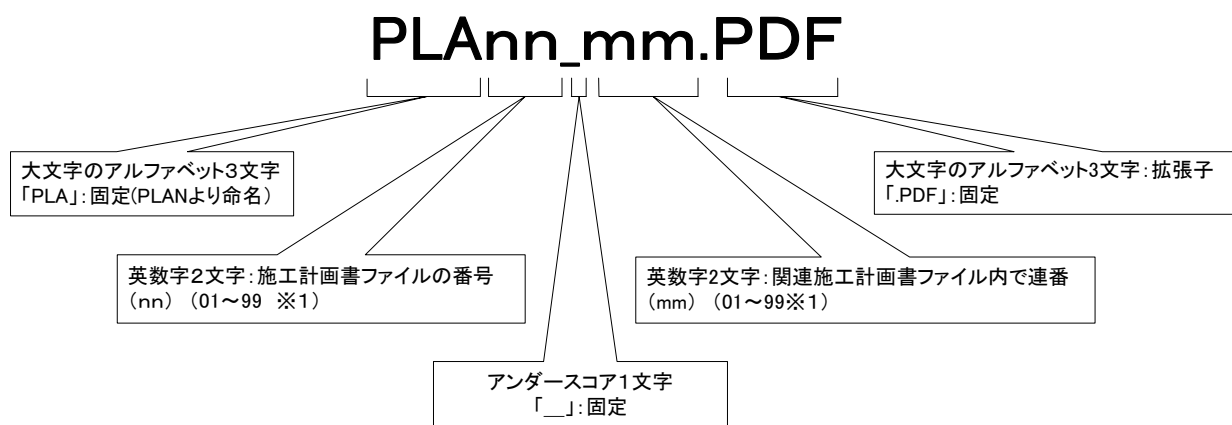 PLAnn_mm.PDF
大文字のアルファベット3文字
「PLA」:固定(PLANより命名)
大文字のアルファベット3文字:拡張子
「.PDF」:固定
英数字２文字:施工計画書ファイルの番号
(nn) (01～99 ※１)
英数字2文字:関連施工計画書ファイル内で連番
(mm) (01～99※１)
アンダースコア１文字
「＿」:固定